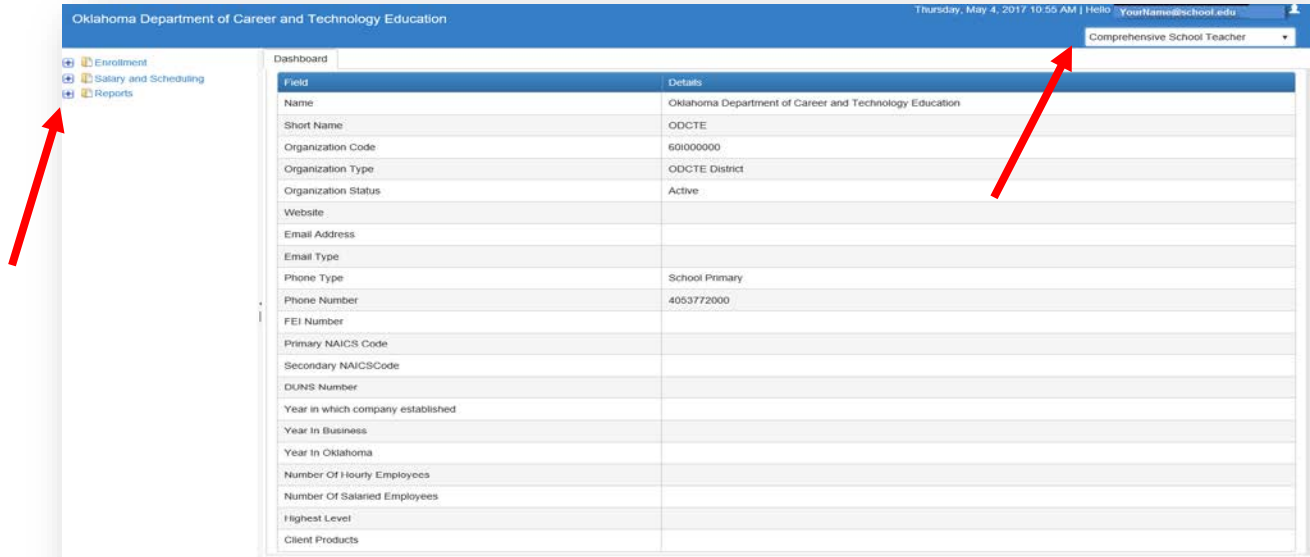 Oklahoma Department of Career and Technology Education
Thursday, May 4, 2017 10:55 AM | Hello YourName@school.edu
Comprehensive School Teacher
Enrollment
Salary and Scheduling
Reports
Dashboard
Field Details
Name Oklahoma Department of Career and Technology Education
Short Name ODCTE
Organization Code 60I000000
Organization Type ODCTE District
Organization Status Active
Website
Email Address
Email Type
Phone Type School Primary
Phone Number 4053772000
FEI Number
Primary NAICS Code
Secondary NAICSCode
DUNS Number
Year in which company established
Year In Business
Year In Oklahoma
Number Of Hourly Employees
Number Of Salaried Employees
Highest Level
Client Products